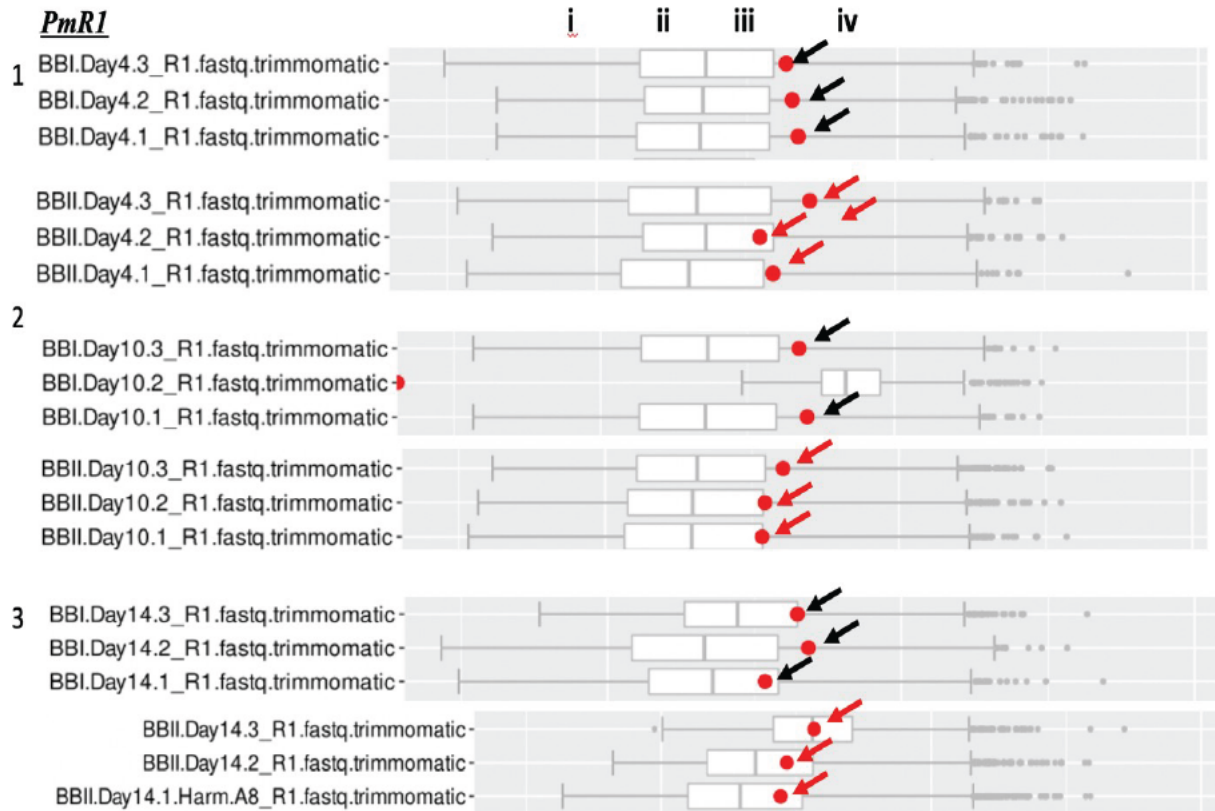 PmR1 i ii iii iv
1
BBI.Day4.3_R1.fastq.trimmomatic
BBI.Day4.2_R1.fastq.trimmomatic
BBI.Day4.1_R1.fastq.trimmomatic
BBII.Day4.3_R1.fastq.trimmomatic
BBII.Day4.2_R1.fastq.trimmomatic
BBII.Day4.1_R1.fastq.trimmomatic
2
BBI.Day10.3_R1.fastq.trimmomatic
BBI.Day10.2_R1.fastq.trimmomatic
BBI.Day10.1_R1.fastq.trimmomatic
BBII.Day10.3_R1.fastq.trimmomatic
BBII.Day10.2_R1.fastq.trimmomatic
BBII.Day10.1_R1.fastq.trimmomatic
3
BBI.Day14.3_R1.fastq.trimmomatic
BBI.Day14.2_R1.fastq.trimmomatic
BBI.Day14.1_R1.fastq.trimmomatic
BBII.Day14.3_R1.fastq.trimmomatic
BBII.Day14.2_R1.fastq.trimmomatic
BBII.Day14.1.Harm.A8_R1.fastq.trimmomatic